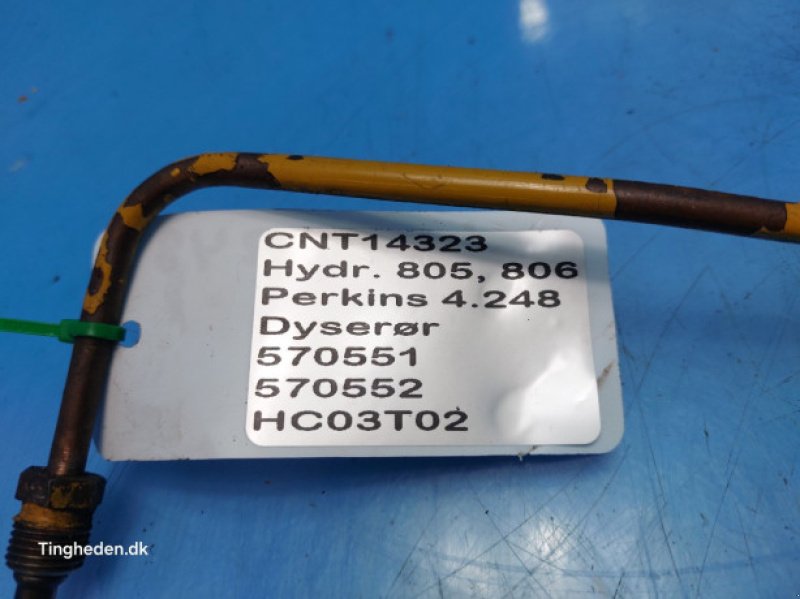 CNT14323
Hydr. 805, 806
Perkins 4.248
Dyserør
570551
570552
HC03T02
Tingheden.dk